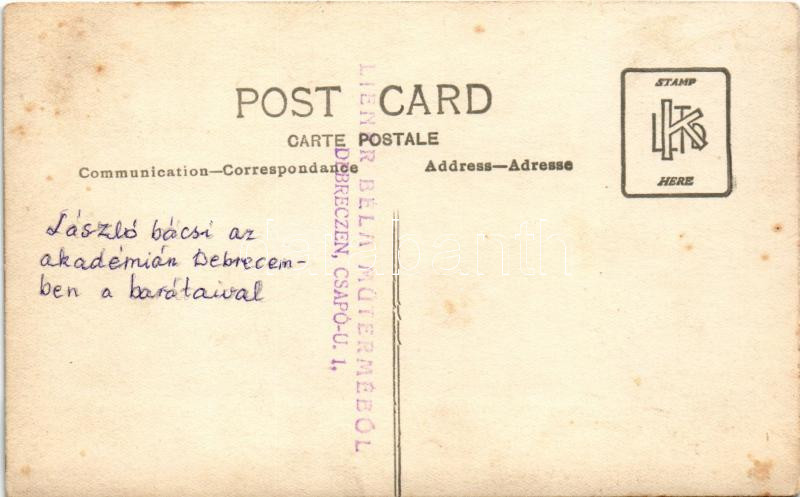 POST CARD
CARTE POSTALE
Communication—Correspondance
Address—Adresse
STAMP
HERE
László bácsi az
akadémián Debrecem-
ben a barátaival
LIENER BÉLA MŰTERMÉBŐL
DEBRECZEN, CSAPÓ-U. 1,